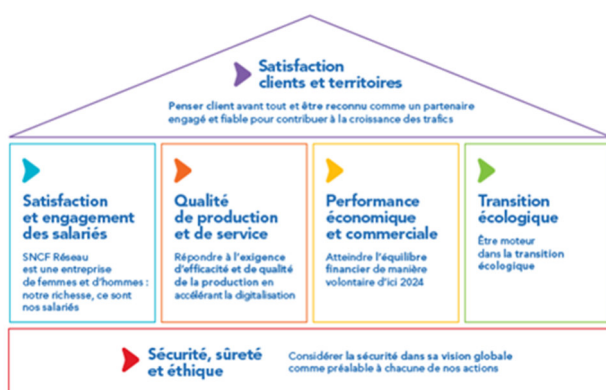 Satisfaction
clients et territoires
Penser client avant tout et être reconnu comme un partenaire
engagé et fiable pour contribuer à la croissance des trafics
Satisfaction
et engagement
des salariés
SNCF Réseau
est une entreprise
de femmes et d'hommes :
notre richesse, ce sont
nos salariés
Qualité
de production
et de service
Répondre à l'exigence
d'efficacité et de qualité
de la production en
accélérant la digitalisation
Performance
économique
et commerciale
Atteindre l'équilibre
financier de manière
volontaire d'ici 2024
Transition
écologique
Être moteur
dans la transition
écologique
Sécurité, sûreté
et éthique
Considérer la sécurité dans sa vision globale
comme préalable à chacune de nos actions